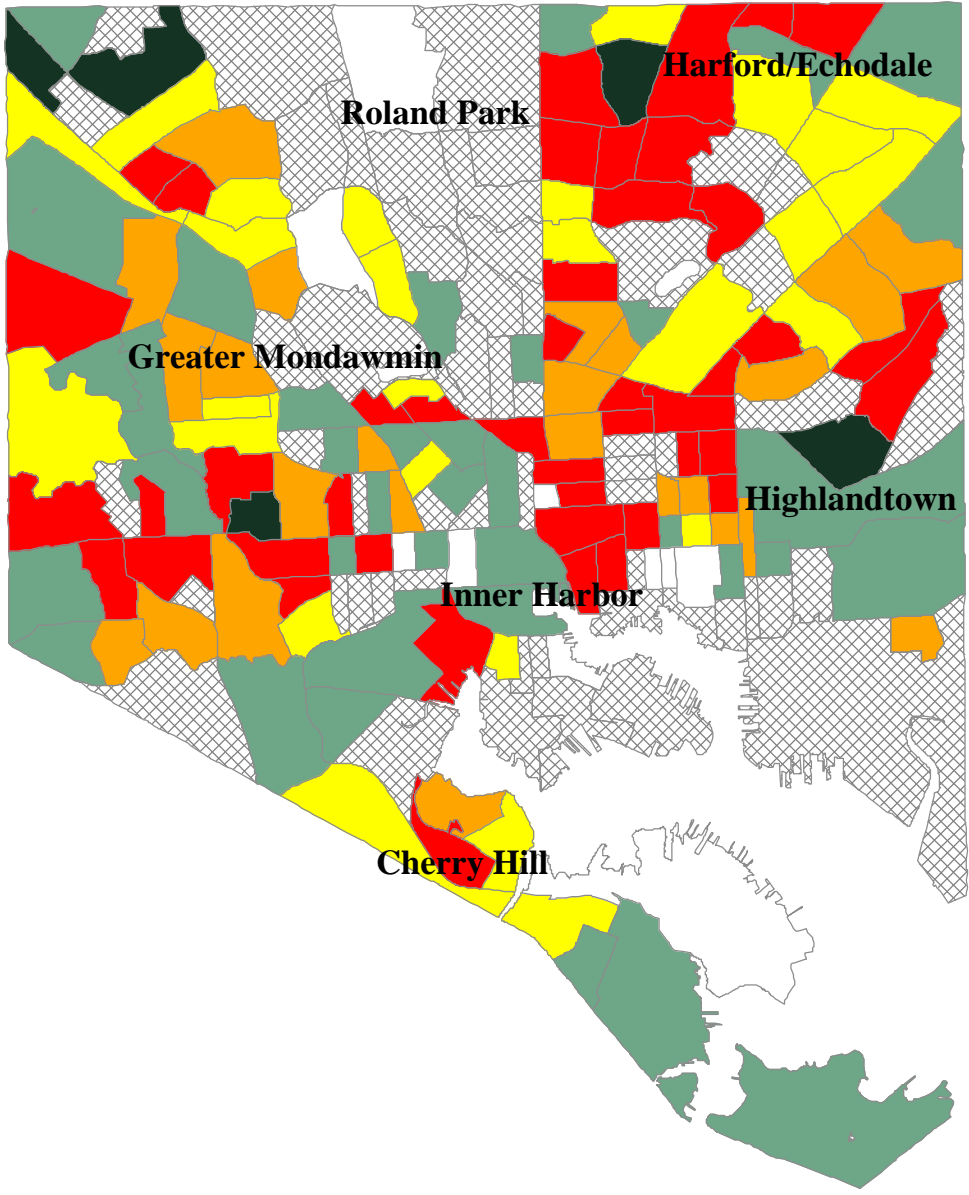 Harford/Echodale
Roland Park
Greater Mondawmin
Highlandtown
Inner Harbor
Cherry Hill